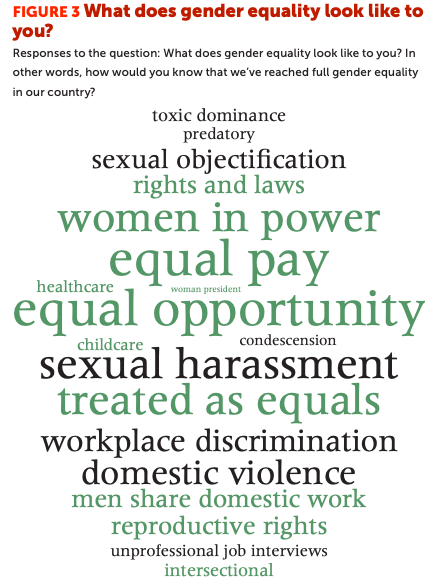 FIGURE 3 What does gender equality look like to
you?
Responses to the question: What does gender equality look like to you? In
other words, how would you know that we’ve reached full gender equality
in our country?
toxic dominance
predatory
sexual objectification
rights and laws
women in power
equal pay
healthcare
woman president
equal opportunity
childcare
condescension
sexual harassment
treated as equals
workplace discrimination
domestic violence
men share domestic work
reproductive rights
unprofessional job interviews
intersectional